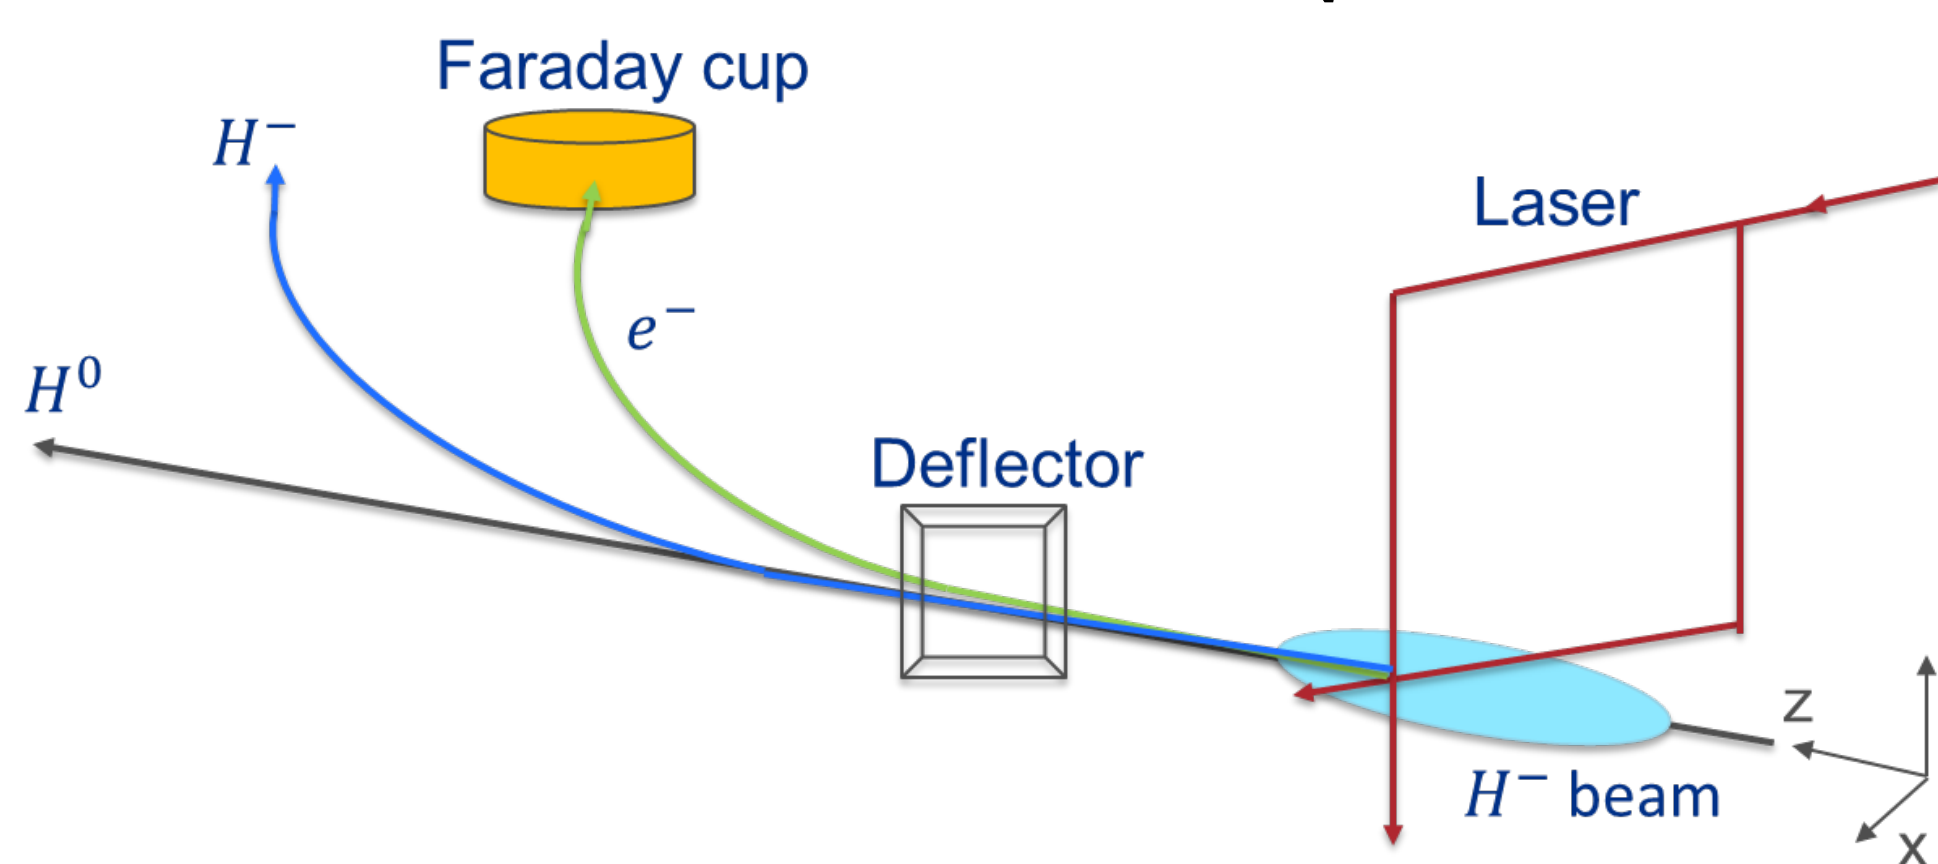 Faraday cup
H⁻
Laser
e⁻
H⁰
Deflector
z
H⁻ beam
x